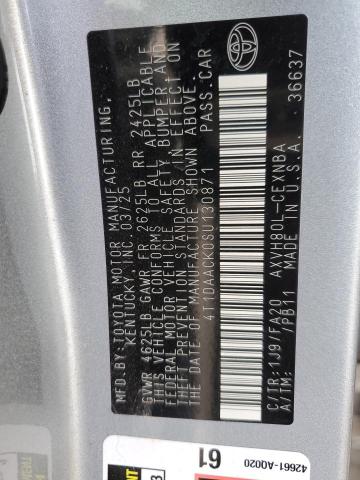 MFD.BY:TOYOTA MOTOR MANUFACTURING,
KENTUCKY, INC. 03/25
GVWR 4625LB GAWR FR 2625LB RR 2425LB
THIS VEHICLE CONFORMS TO ALL APPLICABLE
FEDERAL MOTOR VEHICLE SAFETY BUMPER, AND
THEFT PREVENTION STANDARDS IN EFFECT ON
THE DATE OF MANUFACTURE SHOWN ABOVE.
4T1DAACK0SU130871 PASS.CAR
C/TR:1J9/FA20 AXVH80L-CEXNBA
A/TM: /PB11 MADE IN U.S.A. 36637
42661-AQ020
61